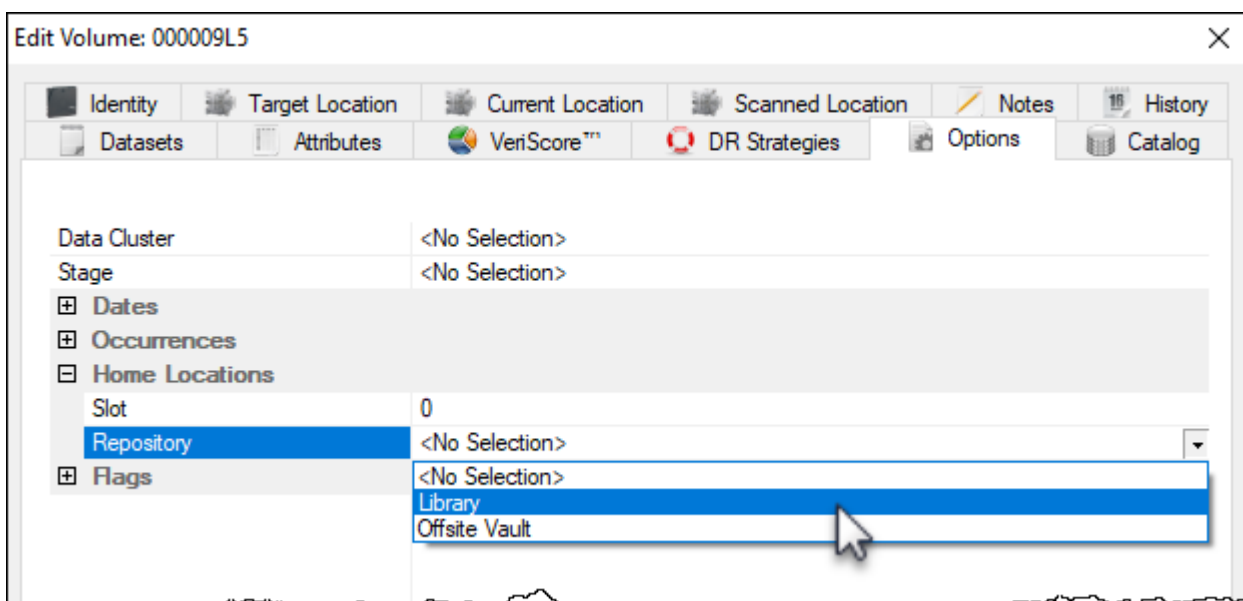 Edit Volume: 000009L5
Identity Target Location Current Location Scanned Location Notes 16 History
Datasets Attributes VeriScore™ DR Strategies Options Catalog
Data Cluster <No Selection>
Stage <No Selection>
Dates
Occurrences
Home Locations
Slot 0
Repository <No Selection>
Flags <No Selection>
Library
Offsite Vault